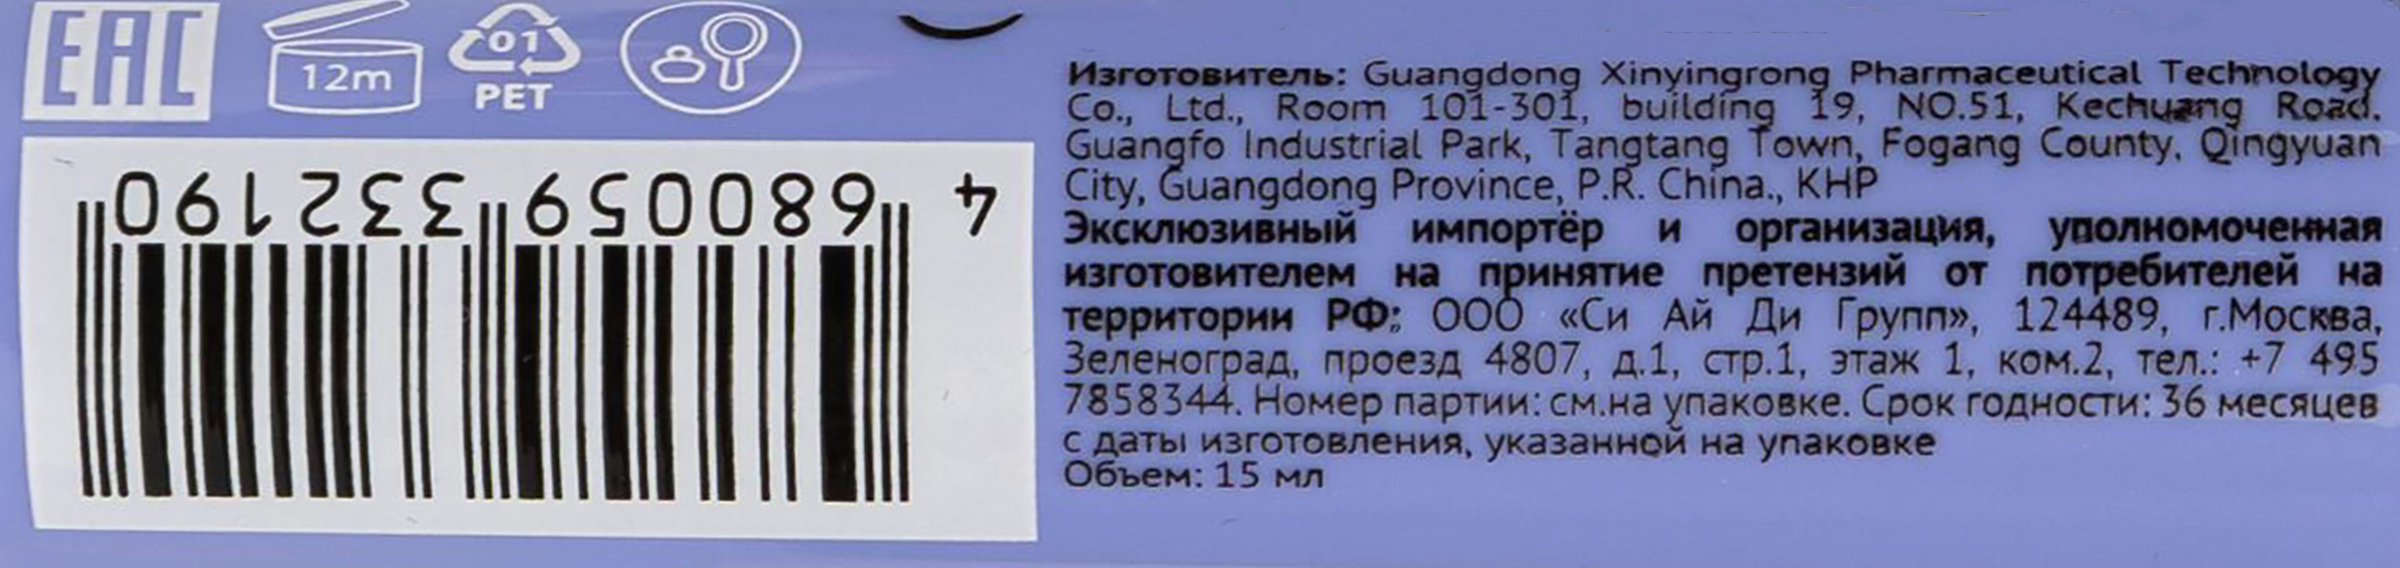 EAC
12m
01
PET
4 680059 332190
Изготовитель: Guangdong Xinyingrong Pharmaceutical Technology
Co., Ltd., Room 101-301, building 19, NO.51, Kechuang Road.
Guangfo Industrial Park, Tangtang Town, Fogang County, Qingyuan
City, Guangdong Province, P.R. China., КНР
Эксклюзивный импортёр и организация, уполномоченная
изготовителем на принятие претензий от потребителей на
территории РФ: ООО «Си Ай Ди Групп», 124489, г.Москва,
Зеленоград, проезд 4807, д.1, стр.1, этаж 1, ком.2, тел.: +7 495
7858344. Номер партии: см.на упаковке. Срок годности: 36 месяцев
с даты изготовления, указанной на упаковке
Объем: 15 мл